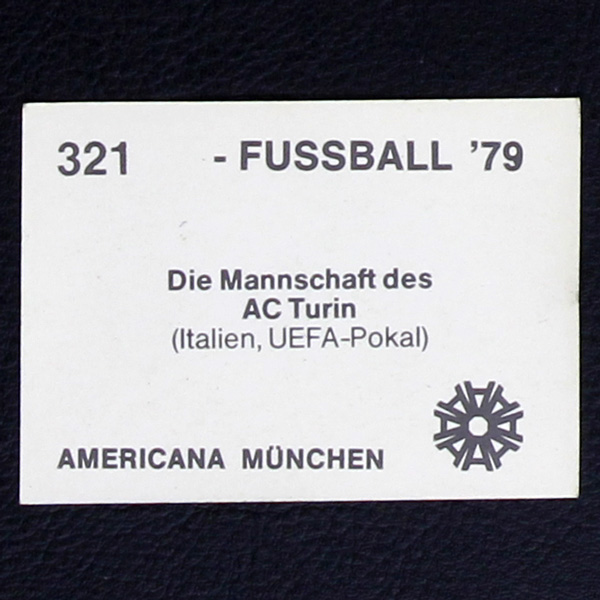 321 - FUSSBALL '79
Die Mannschaft des
AC Turin
(Italien, UEFA-Pokal)
AMERICANA MÜNCHEN